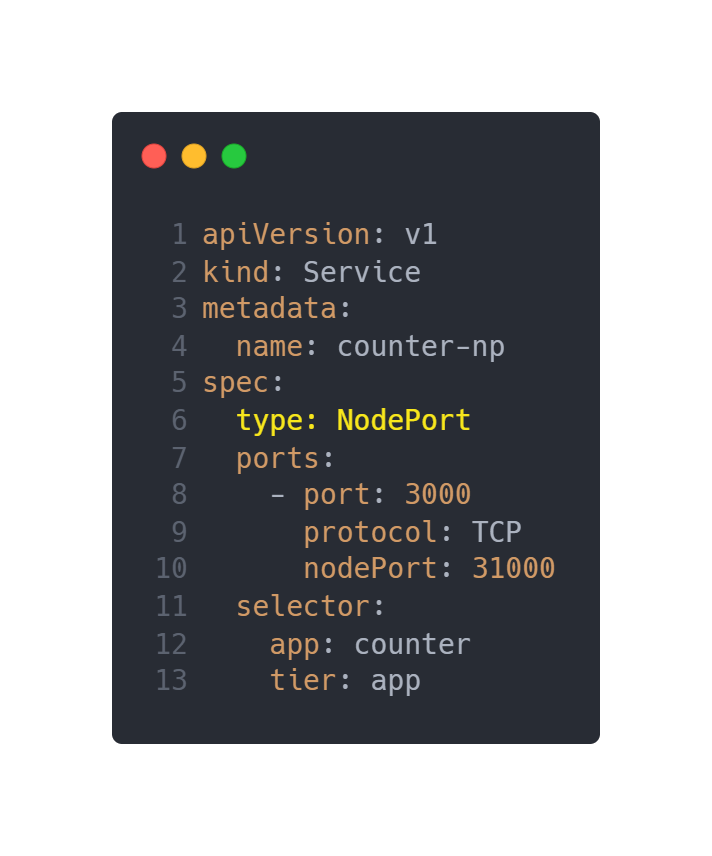 1 apiVersion: v1
2 kind: Service
3 metadata:
4   name: counter-np
5 spec:
6   type: NodePort
7   ports:
8     - port: 3000
9       protocol: TCP
10       nodePort: 31000
11   selector:
12     app: counter
13     tier: app